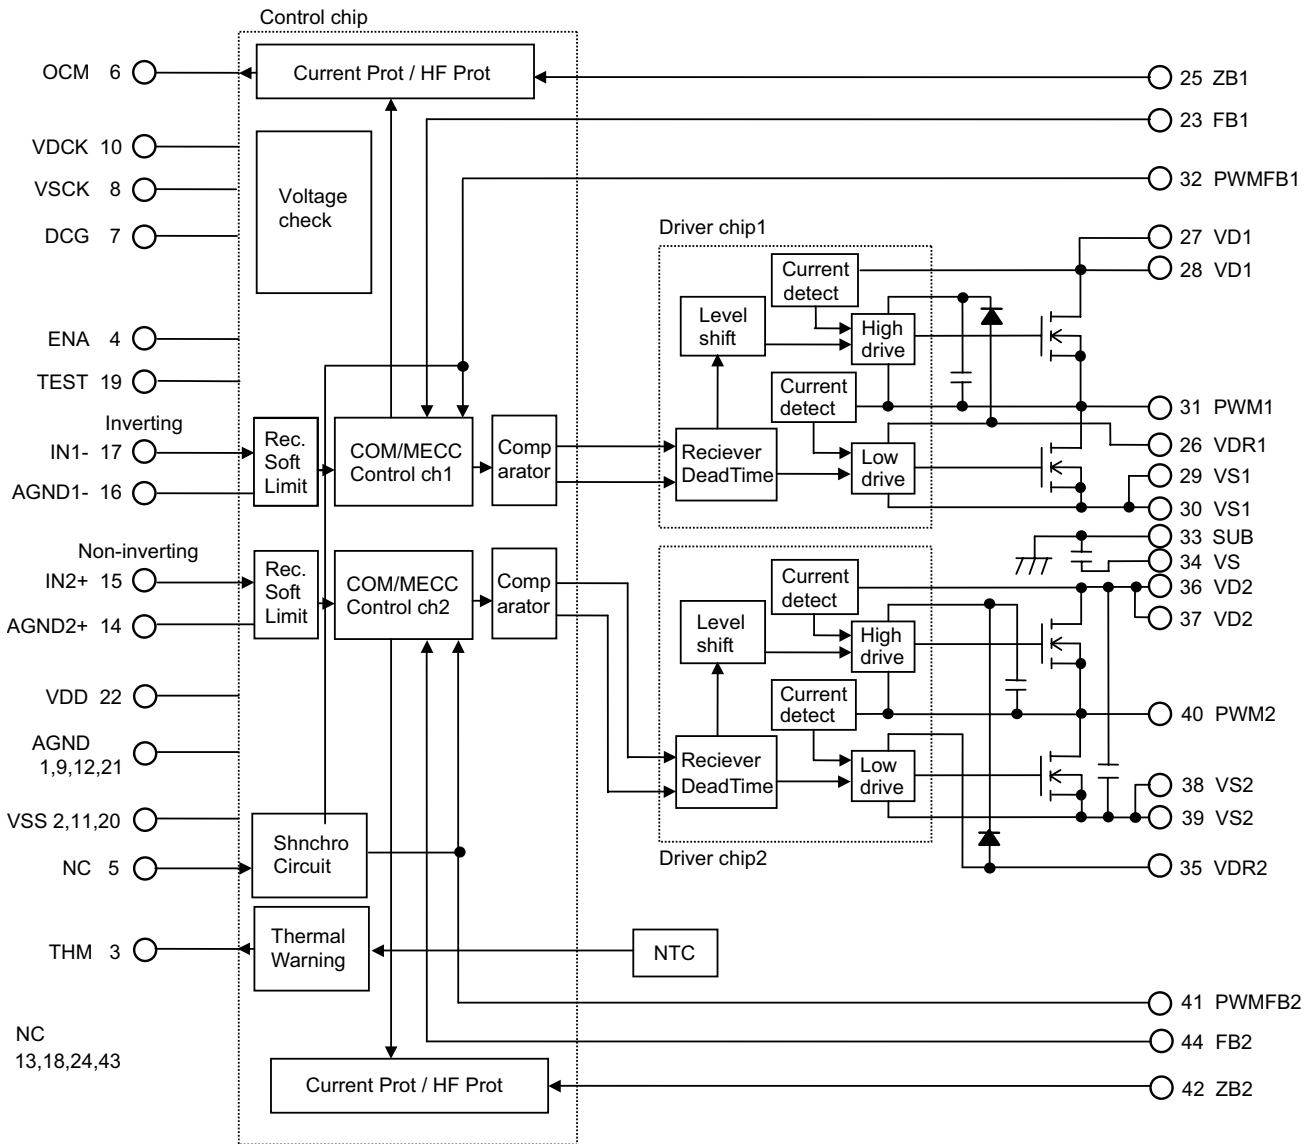 Control chip
OCM 6
Current Prot / HF Prot
25 ZB1
23 FB1
VDCK 10
VSCK 8
DCG 7
Voltage
check
32 PWMFB1
Driver chip1
27 VD1
28 VD1
Current
detect
Level
shift
High
drive
ENA 4
TEST 19
Current
detect
31 PWM1
Inverting
IN1- 17
AGND1- 16
Rec.
Soft
Limit
COM/MECC
Control ch1
Comp
arator
Reciever
DeadTime
Low
drive
26 VDR1
29 VS1
30 VS1
33 SUB
34 VS
Non-inverting
IN2+ 15
AGND2+ 14
Rec.
Soft
Limit
COM/MECC
Control ch2
Comp
arator
Current
detect
36 VD2
37 VD2
Level
shift
High
drive
VDD 22
Current
detect
40 PWM2
AGND
1,9,12,21
Reciever
DeadTime
Low
drive
38 VS2
39 VS2
VSS 2,11,20
NC 5
Shnchro
Circuit
Driver chip2
35 VDR2
THM 3
Thermal
Warning
NTC
41 PWMFB2
NC
13,18,24,43
44 FB2
Current Prot / HF Prot
42 ZB2